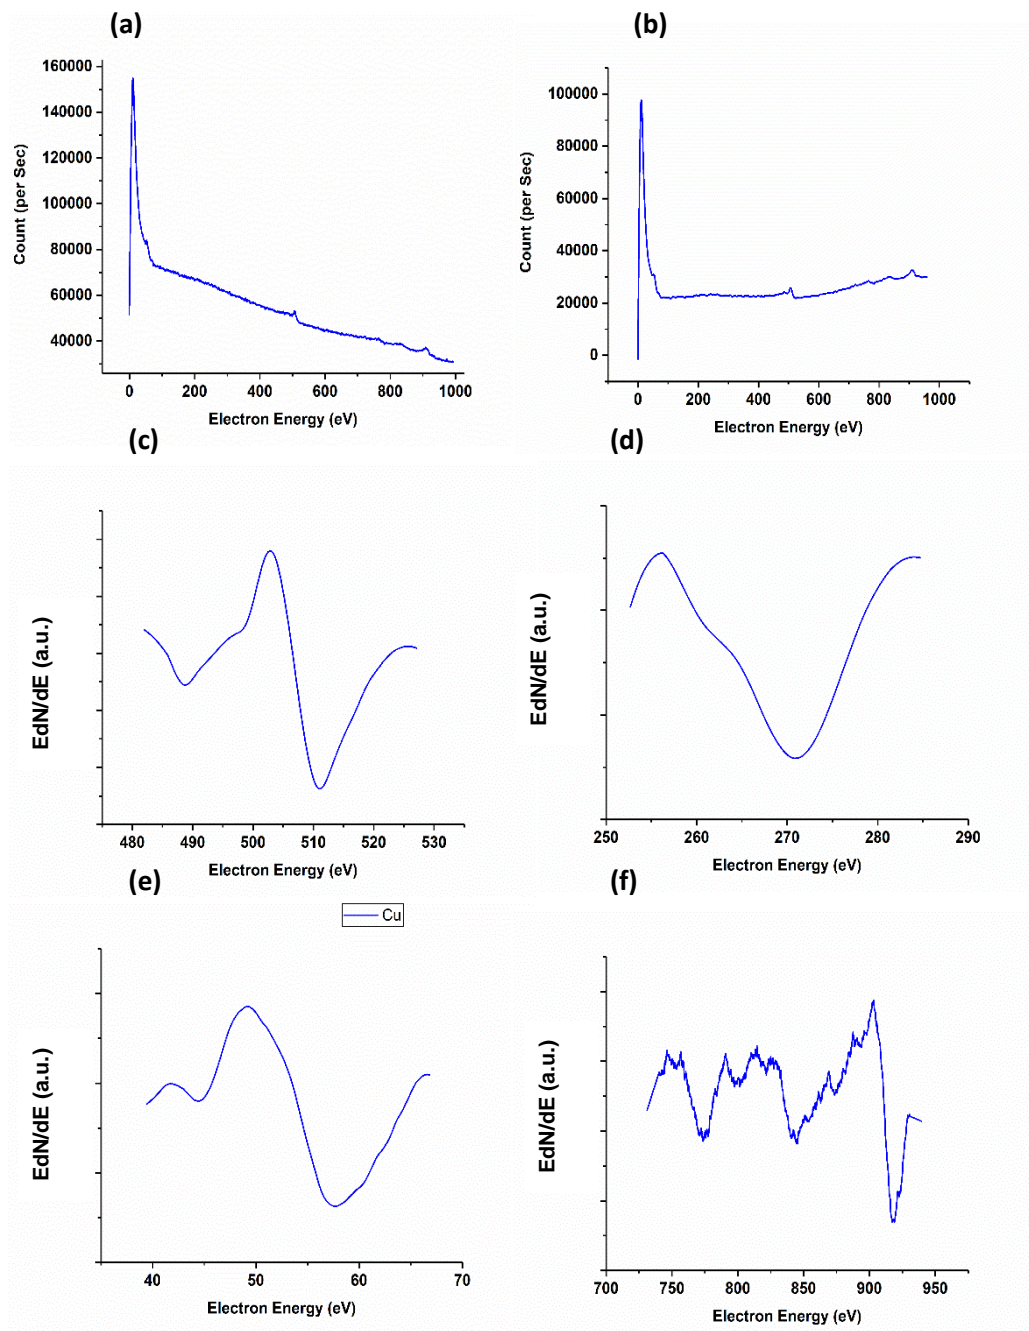 (a)
160000
140000
120000
100000
80000
60000
40000
Count (per Sec)
0 200 400 600 800 1000
Electron Energy (eV)
(b)
100000
80000
60000
40000
20000
0
Count (per Sec)
0 200 400 600 800 1000
Electron Energy (eV)
(c)
EdN/dE (a.u.)
480 490 500 510 520 530
Electron Energy (eV)
(d)
EdN/dE (a.u.)
250 260 270 285 290
Electron Energy (eV)
(e)
Cu
EdN/dE (a.u.)
40 50 60 70
Electron Energy (eV)
(f)
EdN/dE (a.u.)
700 750 800 850 900 950
Electron Energy (eV)